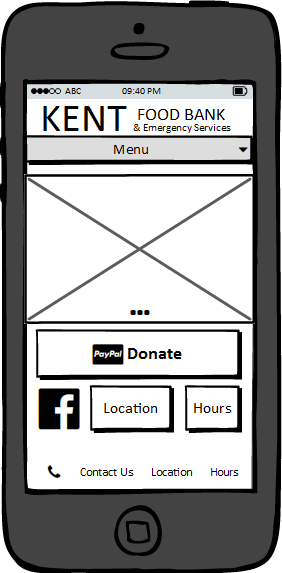 ABC 09:40 PM
KENT FOOD BANK
& Emergency Services
Menu
PayPal Donate
f Location Hours
Contact Us Location Hours